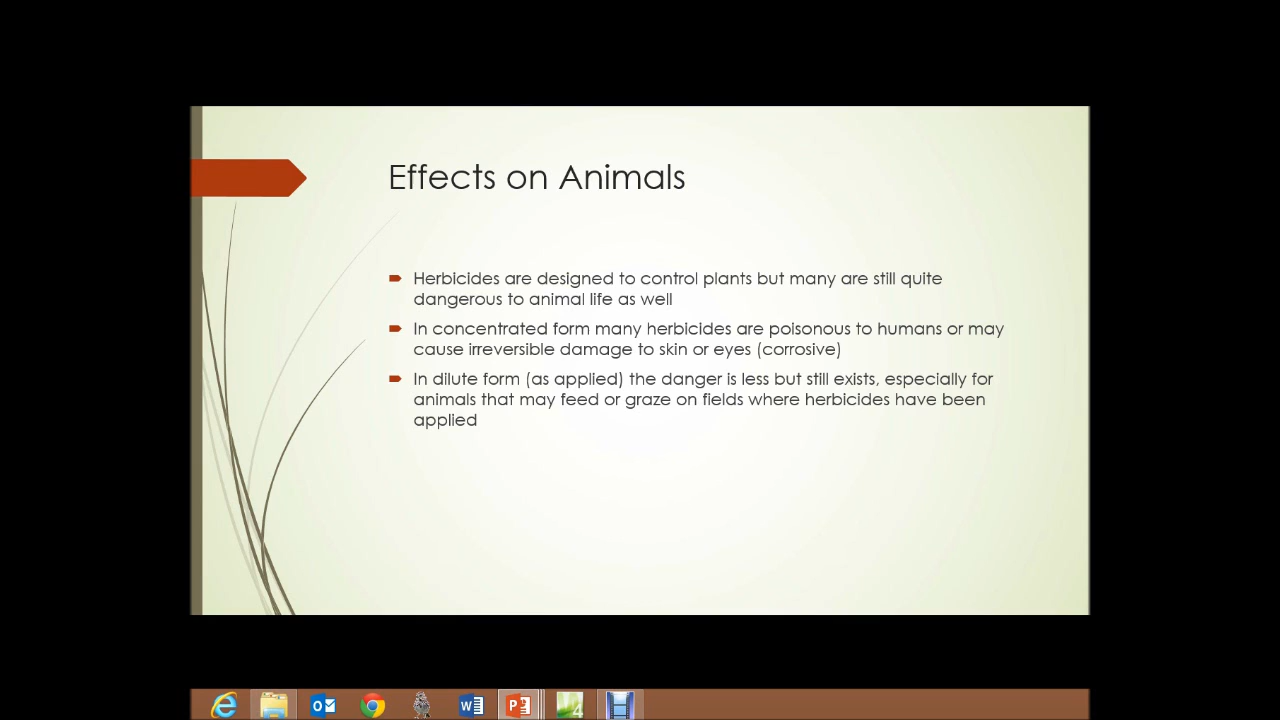 Effects on Animals
Herbicides are designed to control plants but many are still quite
dangerous to animal life as well
In concentrated form many herbicides are poisonous to humans or may
cause irreversible damage to skin or eyes (corrosive)
In dilute form (as applied) the danger is less but still exists, especially for
animals that may feed or graze on fields where herbicides have been
applied